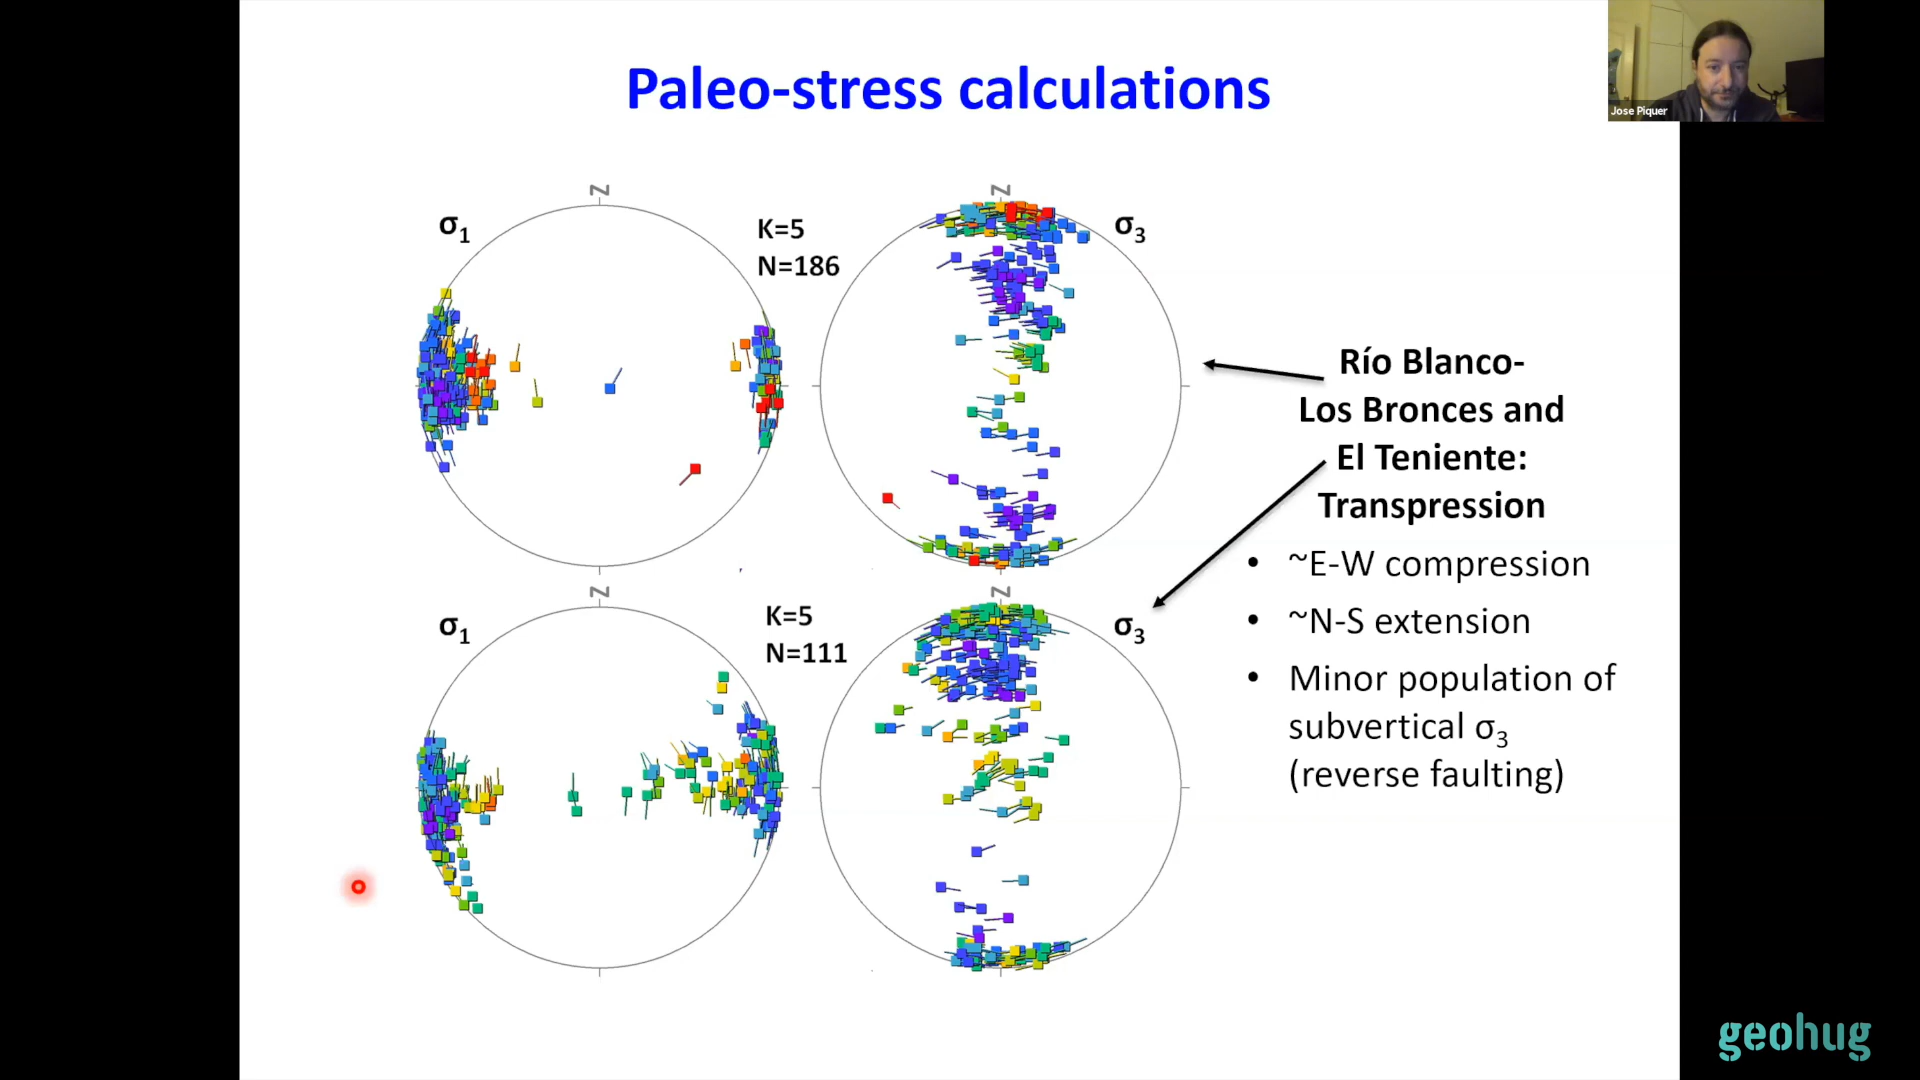 Paleo-stress calculations
Jose Piquer
N
σ1
K=5
N=186
N
σ3
Río Blanco-
Los Bronces and
El Teniente:
Transpression
• ~E-W compression
• ~N-S extension
• Minor population of
subvertical σ3
(reverse faulting)
N
σ1
K=5
N=111
N
σ3
geohug